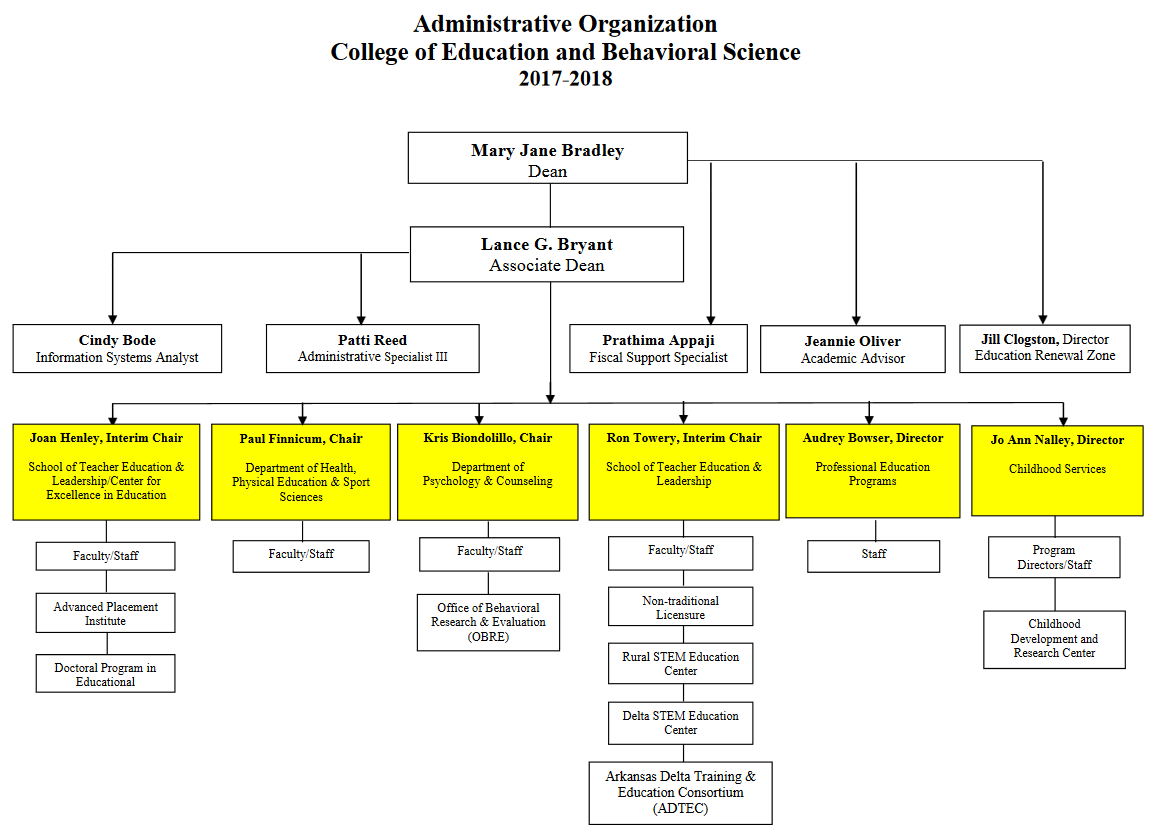 Administrative Organization
College of Education and Behavioral Science
2017-2018
Mary Jane Bradley
Dean
Lance G. Bryant
Associate Dean
Cindy Bode
Information Systems Analyst
Patti Reed
Administrative Specialist III
Prathima Appaji
Fiscal Support Specialist
Jeannie Oliver
Academic Advisor
Jill Clogston, Director
Education Renewal Zone
Joan Henley, Interim Chair
School of Teacher Education &
Leadership/Center for
Excellence in Education
Paul Finnicum, Chair
Department of Health,
Physical Education & Sport
Sciences
Kris Biondolillo, Chair
Department of
Psychology & Counseling
Ron Towery, Interim Chair
School of Teacher Education &
Leadership
Audrey Bowser, Director
Professional Education
Programs
Jo Ann Nalley, Director
Childhood Services
Faculty/Staff
Advanced Placement
Institute
Doctoral Program in
Educational
Faculty/Staff
Faculty/Staff
Office of Behavioral
Research & Evaluation
(OBRE)
Faculty/Staff
Non-traditional
Licensure
Rural STEM Education
Center
Delta STEM Education
Center
Arkansas Delta Training &
Education Consortium
(ADTEC)
Staff
Program
Directors/Staff
Childhood
Development and
Research Center